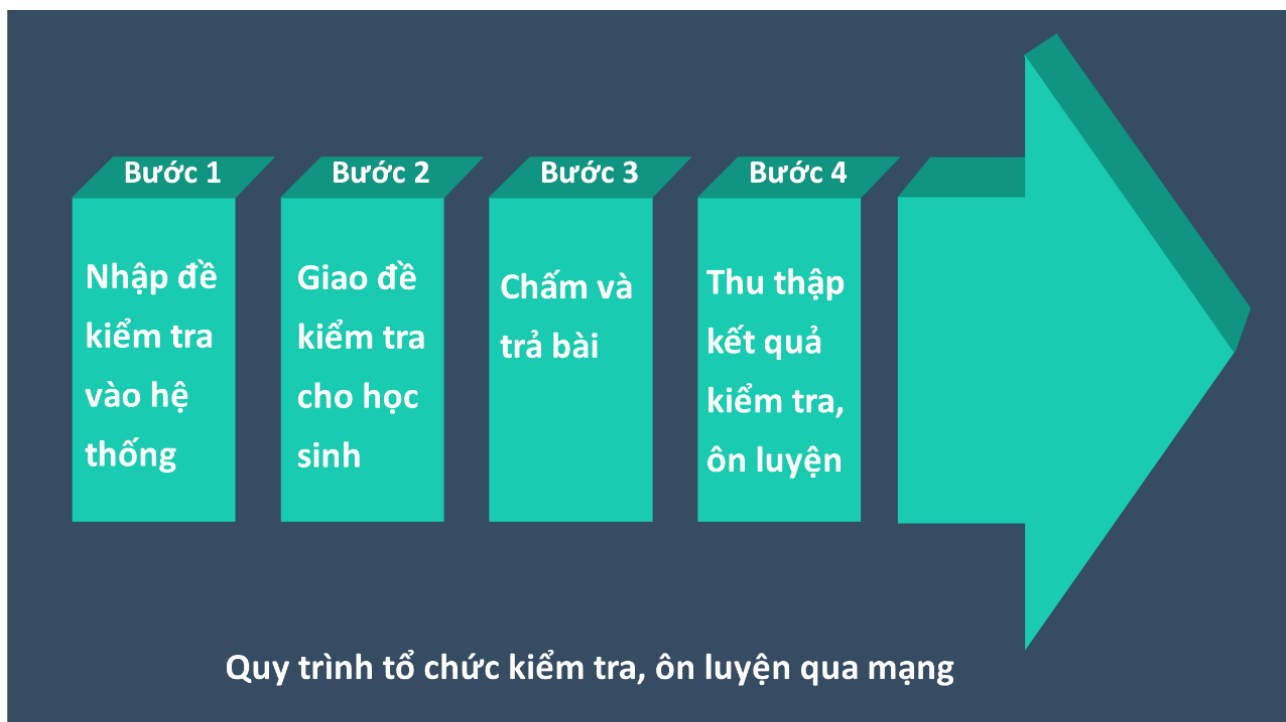 Bước 1
Nhập đề
kiểm tra
vào hệ
thống
Bước 2
Giao đề
kiểm tra
cho học
sinh
Bước 3
Chấm và
trả bài
Bước 4
Thu thập
kết quả
kiểm tra,
ôn luyện
Quy trình tổ chức kiểm tra, ôn luyện qua mạng